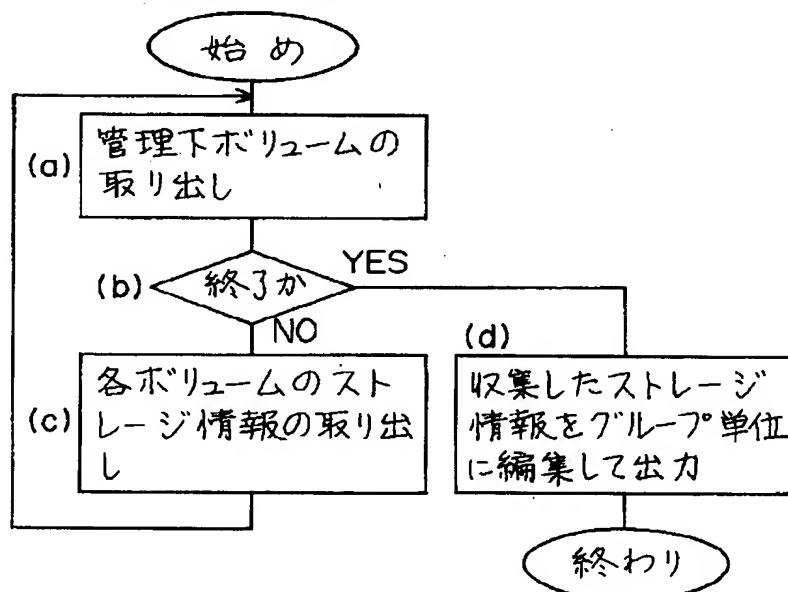 始め
(a)
管理下ボリュームの
取り出し
(b)
終了か
YES
NO
(c)
各ボリュームのスト
レージ情報の取り出
し
(d)
収集したストレージ
情報をグループ単位
に編集して出力
終わり